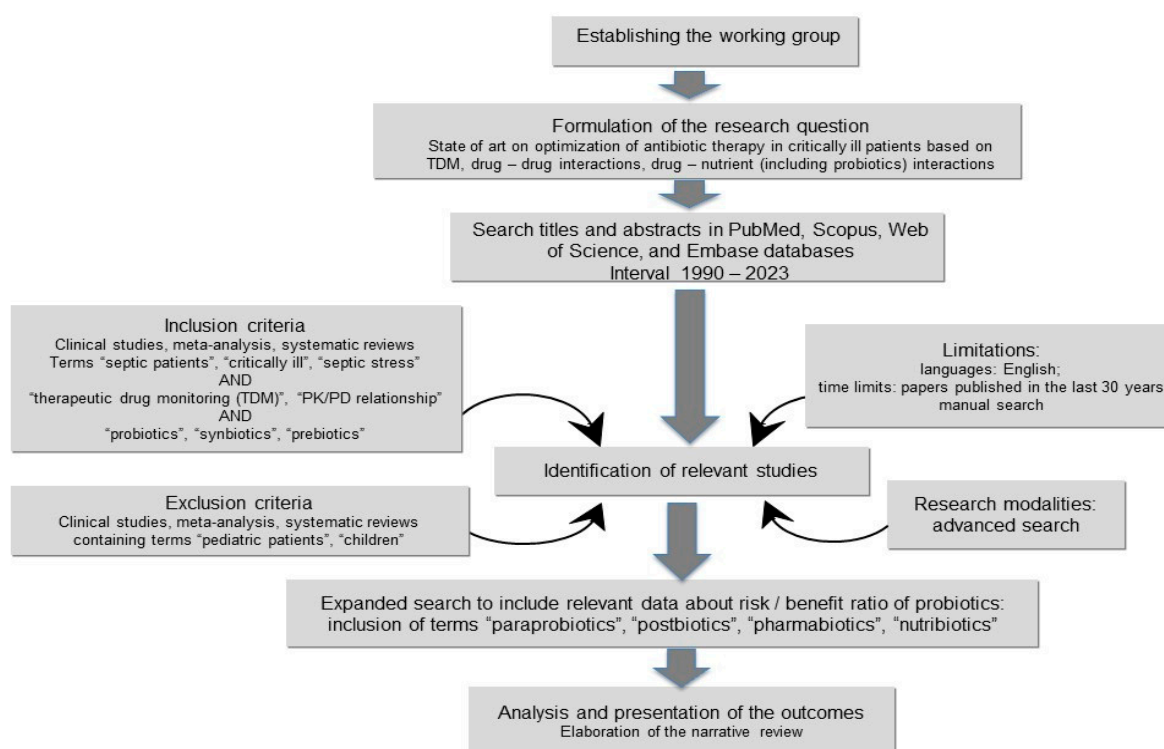 Establishing the working group
Formulation of the research question
State of art on optimization of antibiotic therapy in critically ill patients based on
TDM, drug – drug interactions, drug – nutrient (including probiotics) interactions
Search titles and abstracts in PubMed, Scopus, Web
of Science, and Embase databases
Interval 1990 – 2023
Inclusion criteria
Clinical studies, meta-analysis, systematic reviews
Terms “septic patients”, “critically ill”, “septic stress”
AND
“therapeutic drug monitoring (TDM)”, “PK/PD relationship”
AND
“probiotics”, “synbiotics”, “prebiotics”
Limitations:
languages: English;
time limits: papers published in the last 30 years
manual search
Identification of relevant studies
Exclusion criteria
Clinical studies, meta-analysis, systematic reviews
containing terms “pediatric patients”, “children”
Research modalities:
advanced search
Expanded search to include relevant data about risk / benefit ratio of probiotics:
inclusion of terms “paraprobiotics”, “postbiotics”, “pharmabiotics”, “nutribiotics”
Analysis and presentation of the outcomes
Elaboration of the narrative review